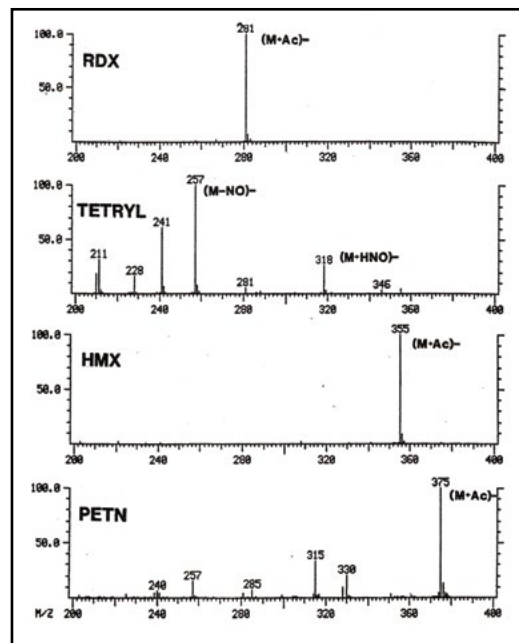 281
100.0
(M+Ac)-
RDX
50.0
200 240 280 320 360 400
257
100.0
(M-NO)-
TETRYL
241
50.0
211
318
(M+HNO)-
228
281
346
200 240 280 320 360 400
355
100.0
(M+Ac)-
HMX
50.0
200 240 280 320 360 400
375
100.0
(M+Ac)-
PETN
50.0
315
330
257
240
285
200 240 280 320 360 400
M/Z